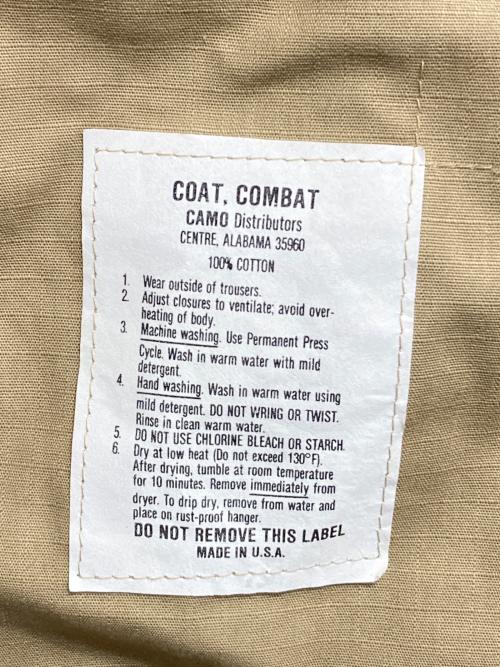 COAT, COMBAT
CAMO Distributors
CENTRE, ALABAMA 35960
100% COTTON
1. Wear outside of trousers.
2. Adjust closures to ventilate; avoid over-
heating of body.
3. Machine washing. Use Permanent Press
Cycle. Wash in warm water with mild
detergent.
4. Hand washing. Wash in warm water using
mild detergent. DO NOT WRING OR TWIST.
Rinse in clean warm water.
5. DO NOT USE CHLORINE BLEACH OR STARCH.
6. Dry at low heat (Do not exceed 130°F).
After drying, tumble at room temperature
for 10 minutes. Remove immediately from
dryer. To drip dry, remove from water and
place on rust-proof hanger.
DO NOT REMOVE THIS LABEL
MADE IN U.S.A.